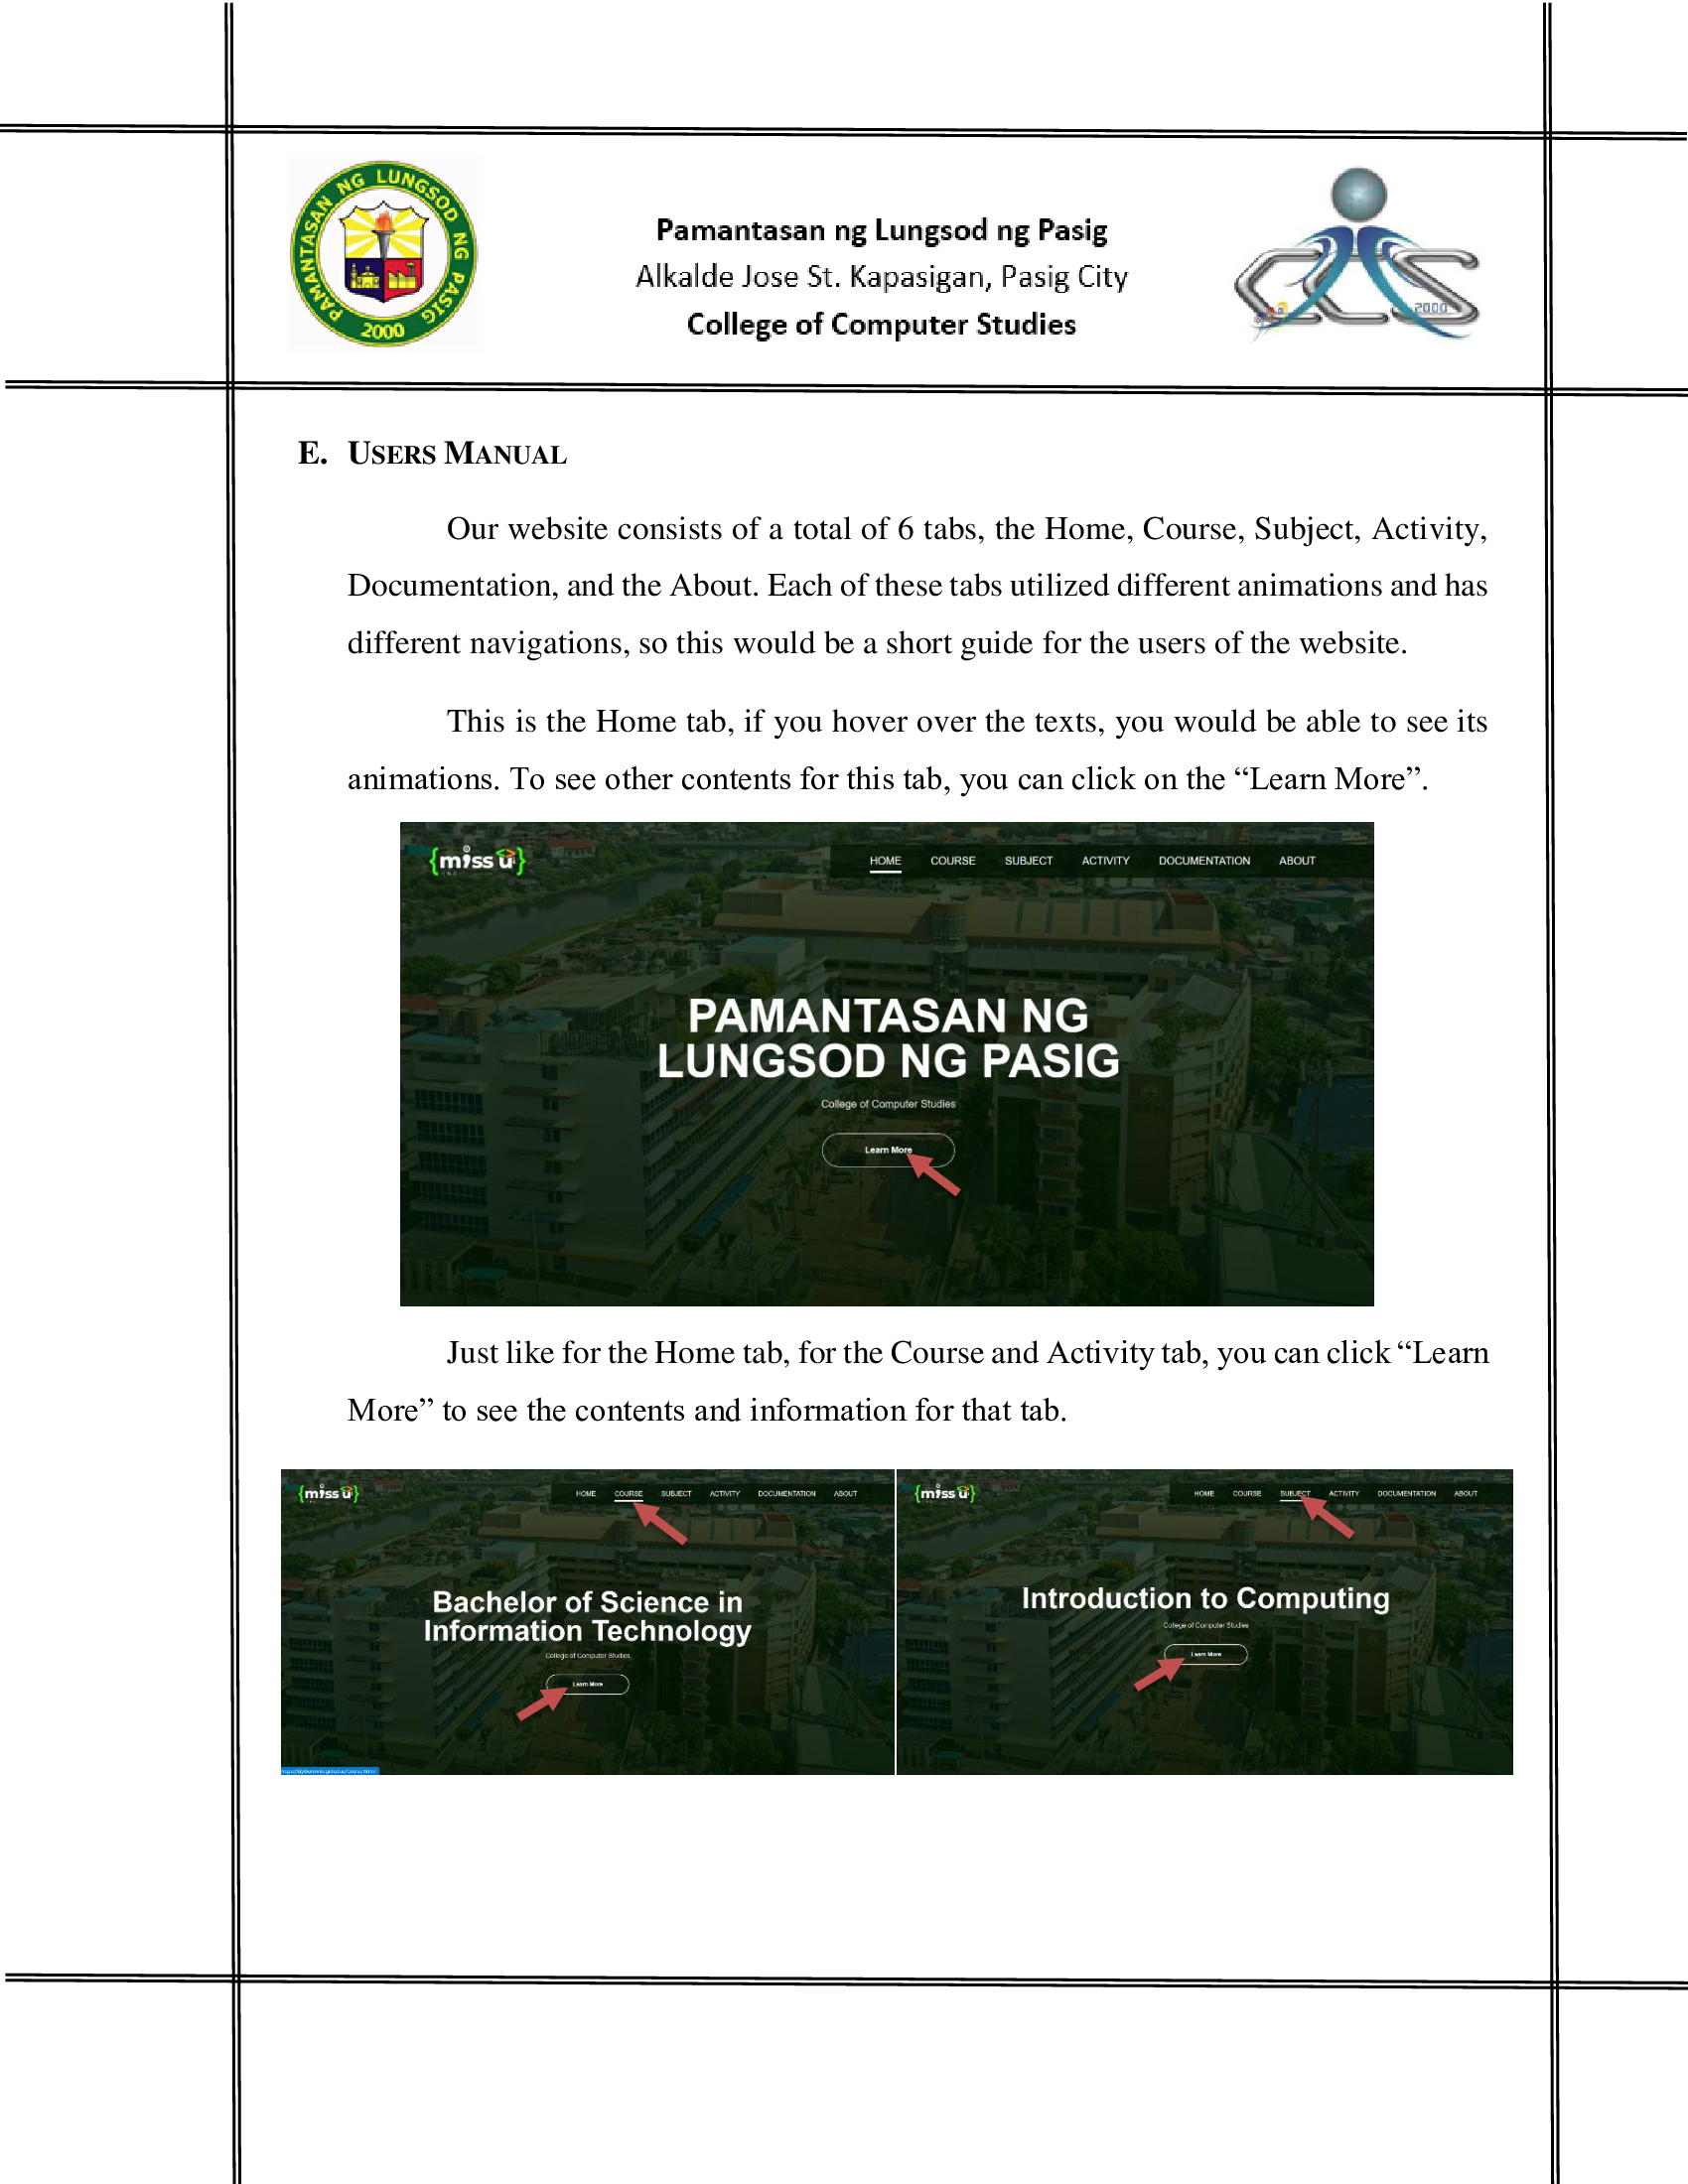 PAMANTASAN NG LUNGSOD NG PASIG
2000
Pamantasan ng Lungsod ng Pasig
Alkalde Jose St. Kapasigan, Pasig City
College of Computer Studies
CCS
2000
E. USERS MANUAL
Our website consists of a total of 6 tabs, the Home, Course, Subject, Activity,
Documentation, and the About. Each of these tabs utilized different animations and has
different navigations, so this would be a short guide for the users of the website.
This is the Home tab, if you hover over the texts, you would be able to see its
animations. To see other contents for this tab, you can click on the “Learn More”.
{miss u}
HOME COURSE SUBJECT ACTIVITY DOCUMENTATION ABOUT
PAMANTASAN NG
LUNGSOD NG PASIG
College of Computer Studies
Learn More
Just like for the Home tab, for the Course and Activity tab, you can click “Learn
More” to see the contents and information for that tab.
{miss u}
HOME COURSE SUBJECT ACTIVITY DOCUMENTATION ABOUT
Bachelor of Science in
Information Technology
College of Computer Studies
Learn More
{miss u}
HOME COURSE SUBJECT ACTIVITY DOCUMENTATION ABOUT
Introduction to Computing
College of Computer Studies
Learn More